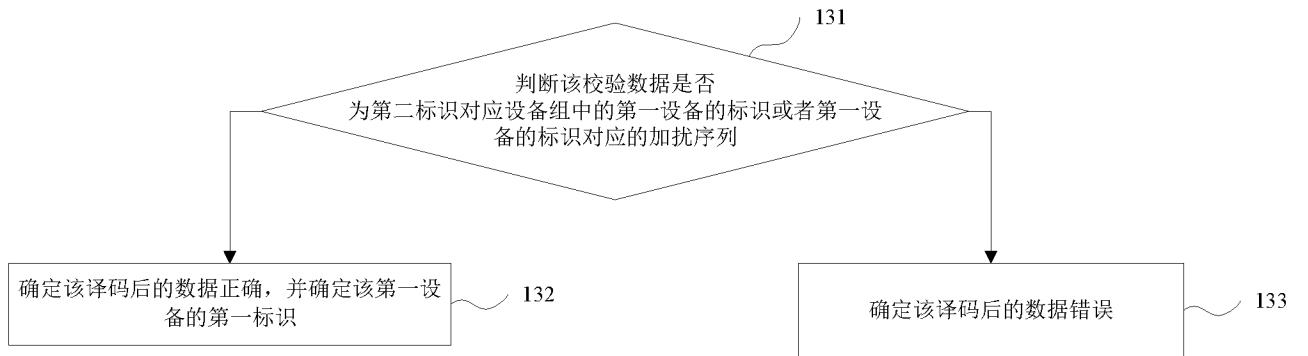 131
判断该校验数据是否
为第二标识对应设备组中的第一设备的标识或者第一设
备的标识对应的加扰序列
确定该译码后的数据正确，并确定该第一设
备的第一标识
132
确定该译码后的数据错误
133